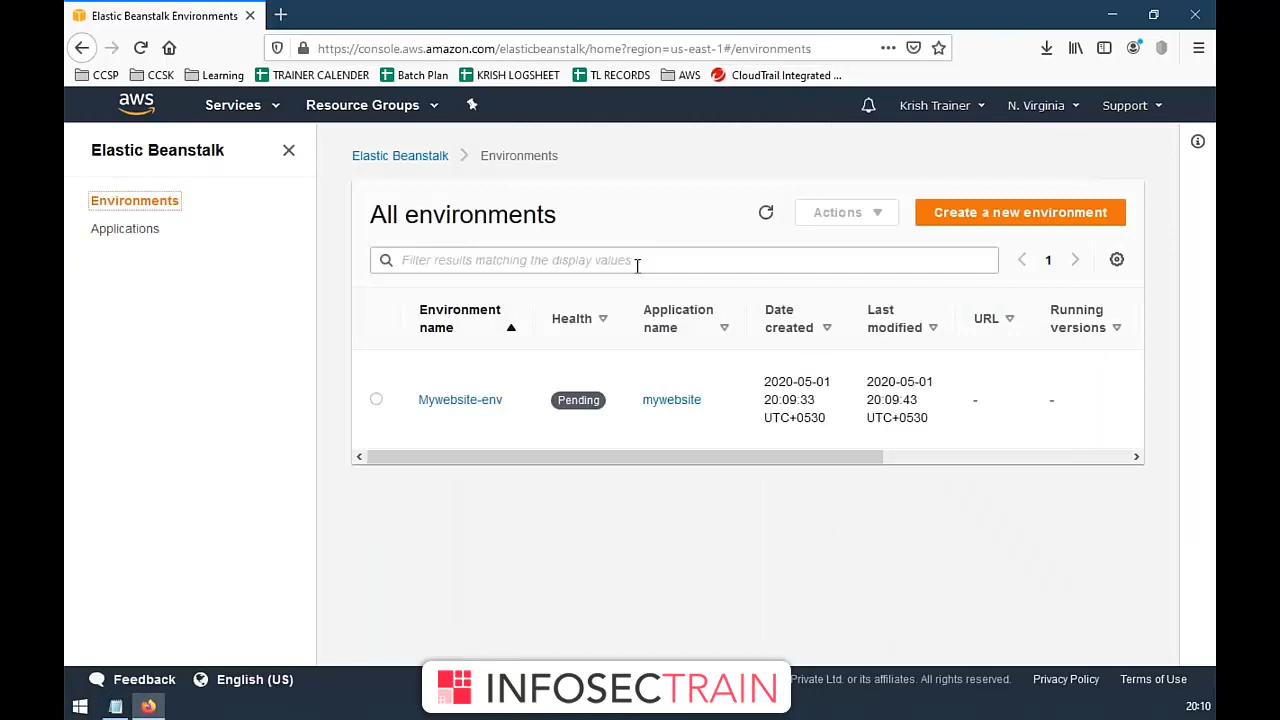 Elastic Beanstalk Environments
https://console.aws.amazon.com/elasticbeanstalk/home?region=us-east-1#/environments
CCSP
CCSK
Learning
TRAINER CALENDER
Batch Plan
KRISH LOGSHEET
TL RECORDS
AWS
CloudTrail Integrated ...
aws
Services
Resource Groups
Krish Trainer
N. Virginia
Support
Elastic Beanstalk
Environments
Applications
Elastic Beanstalk > Environments
All environments
Actions
Create a new environment
Filter results matching the display values
1
Environment name
Health
Application name
Date created
Last modified
URL
Running versions
Mywebsite-env
Pending
mywebsite
2020-05-01
20:09:33
UTC+0530
2020-05-01
20:09:43
UTC+0530
-
-
Feedback
English (US)
INFOSECTRAIN
Private Ltd. or its affiliates. All rights reserved.
Privacy Policy
Terms of Use
20:10